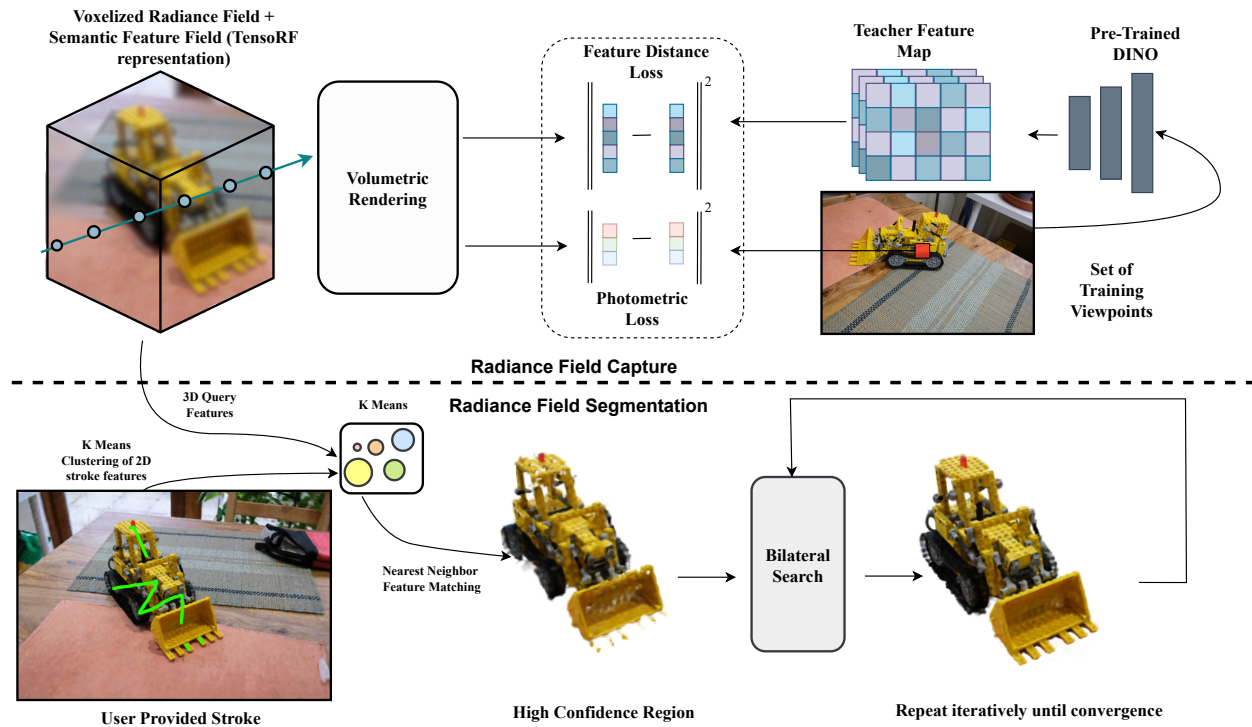 Voxelized Radiance Field +
Semantic Feature Field (TensoRF
representation)
Volumetric
Rendering
Feature Distance
Loss
2
2
Photometric
Loss
Teacher Feature
Map
Pre-Trained
DINO
Set of
Training
Viewpoints
Radiance Field Capture
Radiance Field Segmentation
3D Query
Features
K Means
K Means
Clustering of 2D
stroke features
Nearest Neighbor
Feature Matching
Bilateral
Search
User Provided Stroke
High Confidence Region
Repeat iteratively until convergence